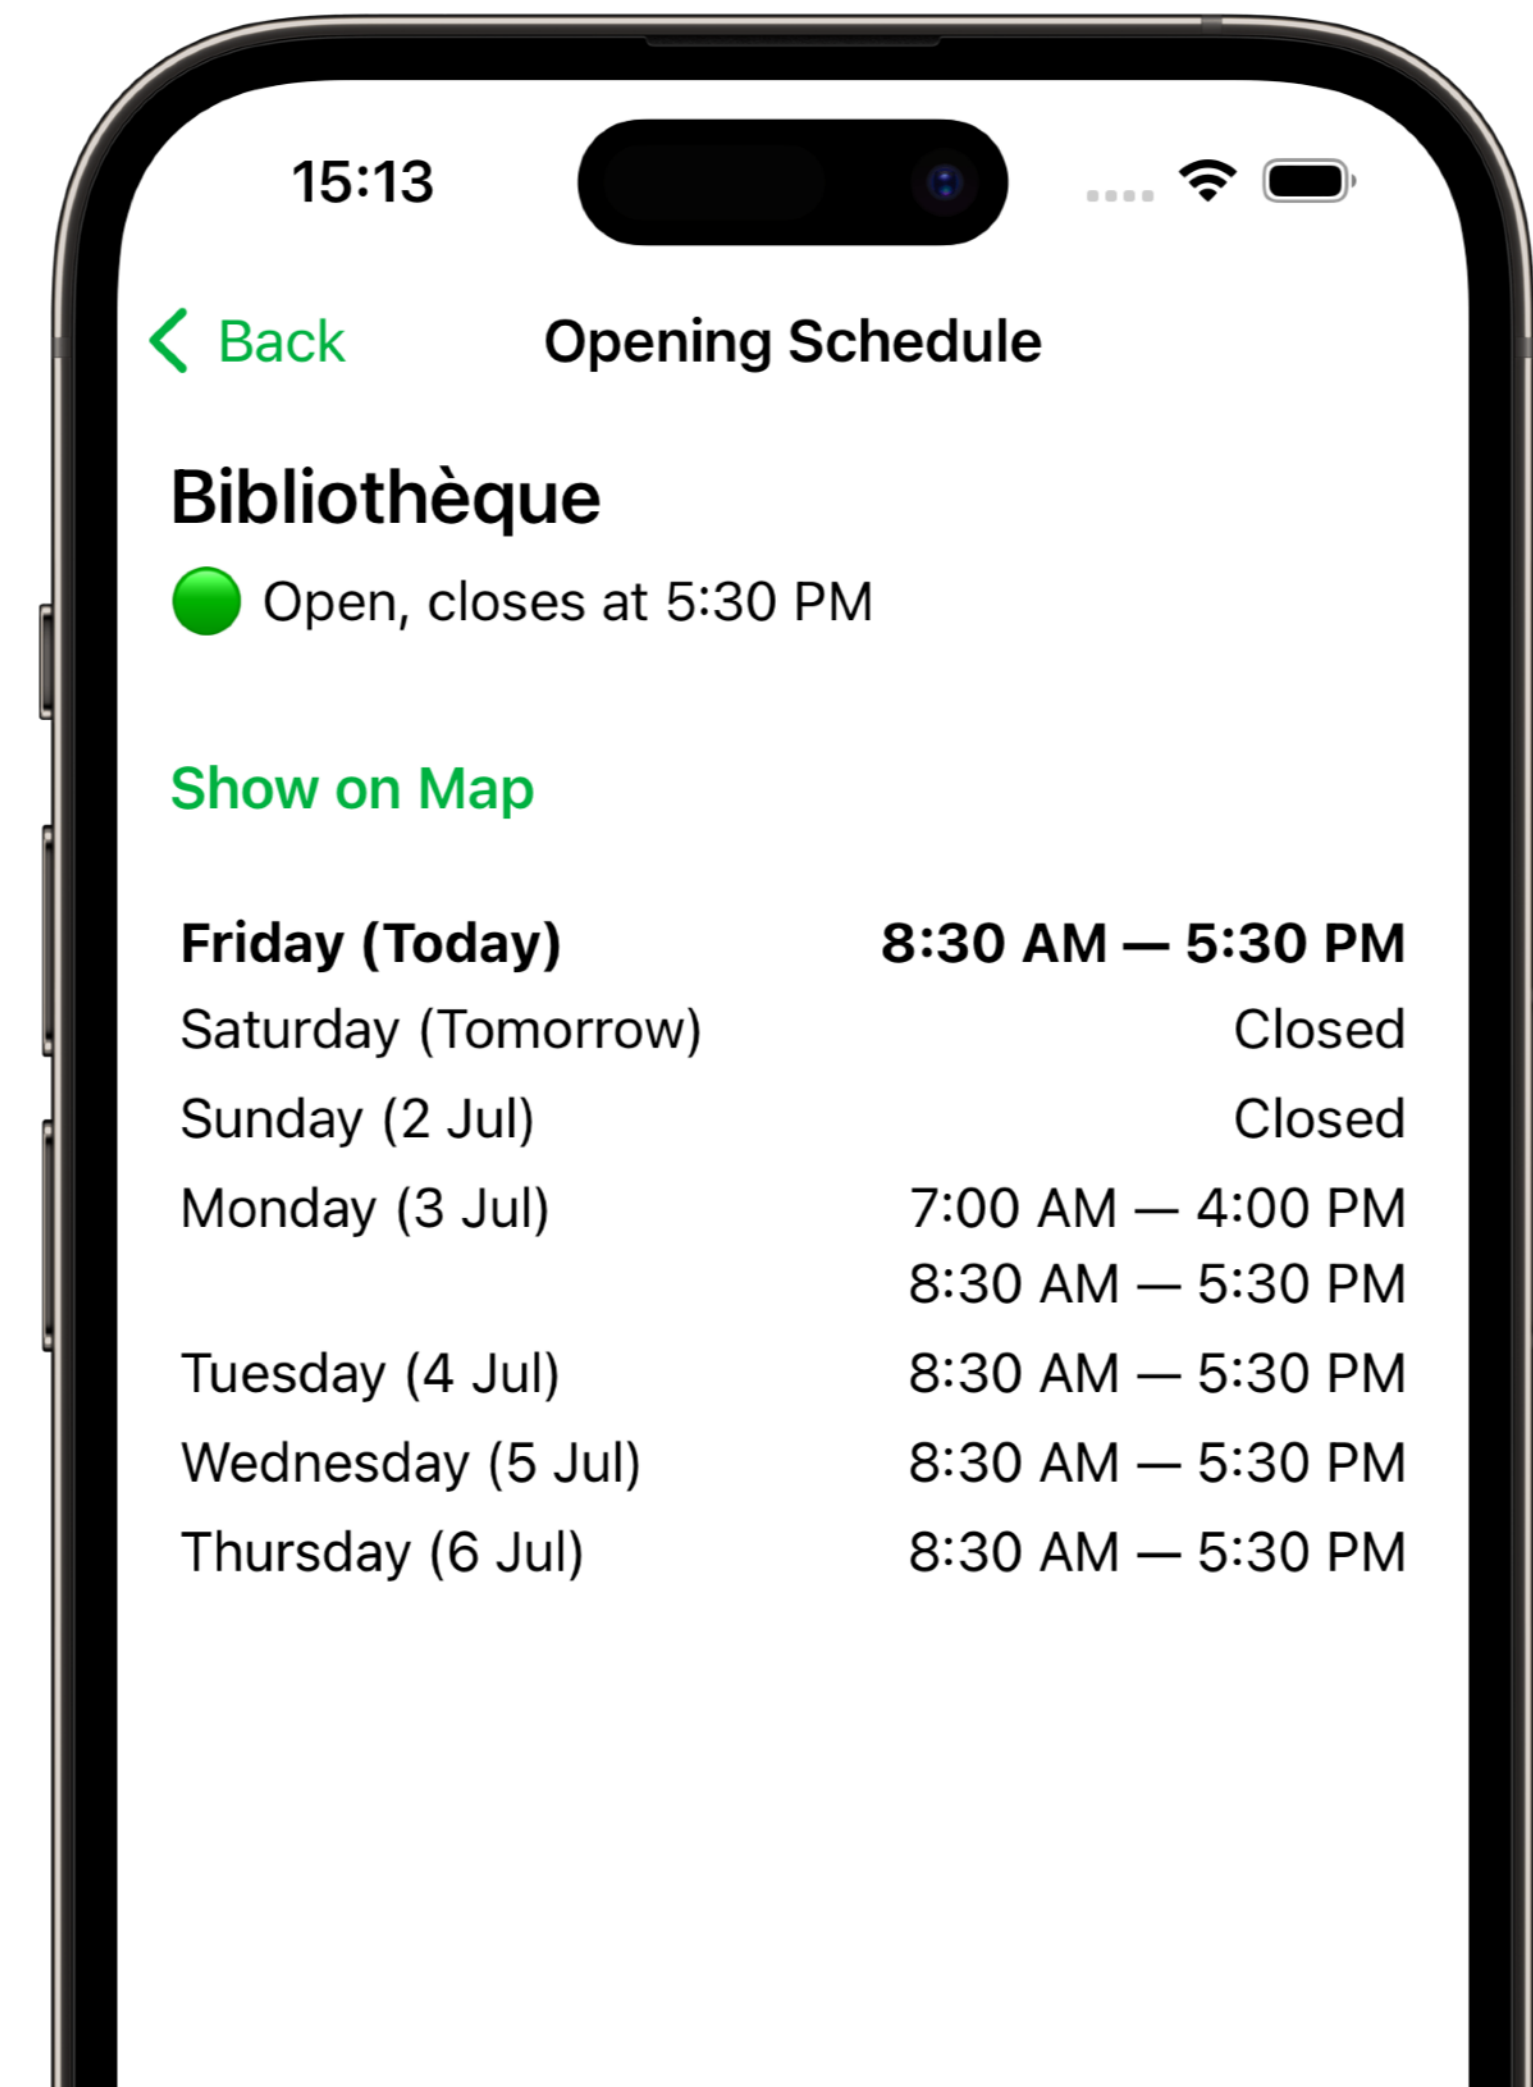 15:13
Back
Opening Schedule
Bibliothèque
Open, closes at 5:30 PM
Show on Map
Friday (Today) 8:30 AM — 5:30 PM
Saturday (Tomorrow) Closed
Sunday (2 Jul) Closed
Monday (3 Jul) 7:00 AM — 4:00 PM
8:30 AM — 5:30 PM
Tuesday (4 Jul) 8:30 AM — 5:30 PM
Wednesday (5 Jul) 8:30 AM — 5:30 PM
Thursday (6 Jul) 8:30 AM — 5:30 PM